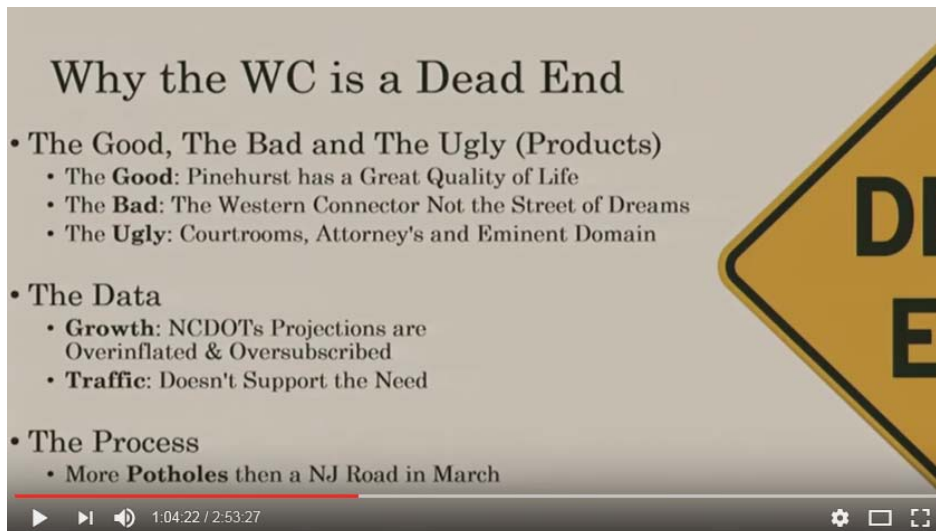 Why the WC is a Dead End
• The Good, The Bad and The Ugly (Products)
• The Good: Pinehurst has a Great Quality of Life
• The Bad: The Western Connector Not the Street of Dreams
• The Ugly: Courtrooms, Attorney's and Eminent Domain
• The Data
• Growth: NCDOTs Projections are
Overinflated & Oversubscribed
• Traffic: Doesn't Support the Need
• The Process
• More Potholes then a NJ Road in March
DE
E
1:04:22 / 2:53:27